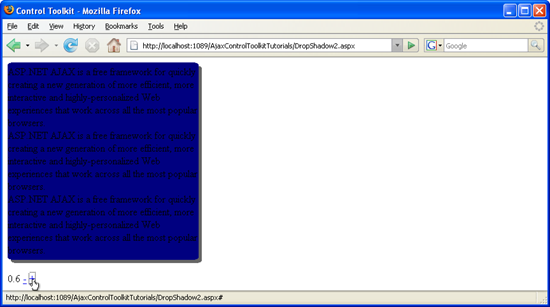 Control Toolkit - Mozilla Firefox
File Edit View History Bookmarks Tools Help
http://localhost:1089/AjaxControlToolkitTutorials/DropShadow2.aspx
Google
ASP.NET AJAX is a free framework for quickly
creating a new generation of more efficient, more
interactive and highly-personalized Web
experiences that work across all the most popular
browsers.
ASP.NET AJAX is a free framework for quickly
creating a new generation of more efficient, more
interactive and highly-personalized Web
experiences that work across all the most popular
browsers.
ASP.NET AJAX is a free framework for quickly
creating a new generation of more efficient, more
interactive and highly-personalized Web
experiences that work across all the most popular
browsers.
0.6 - +
http://localhost:1089/AjaxControlToolkitTutorials/DropShadow2.aspx#